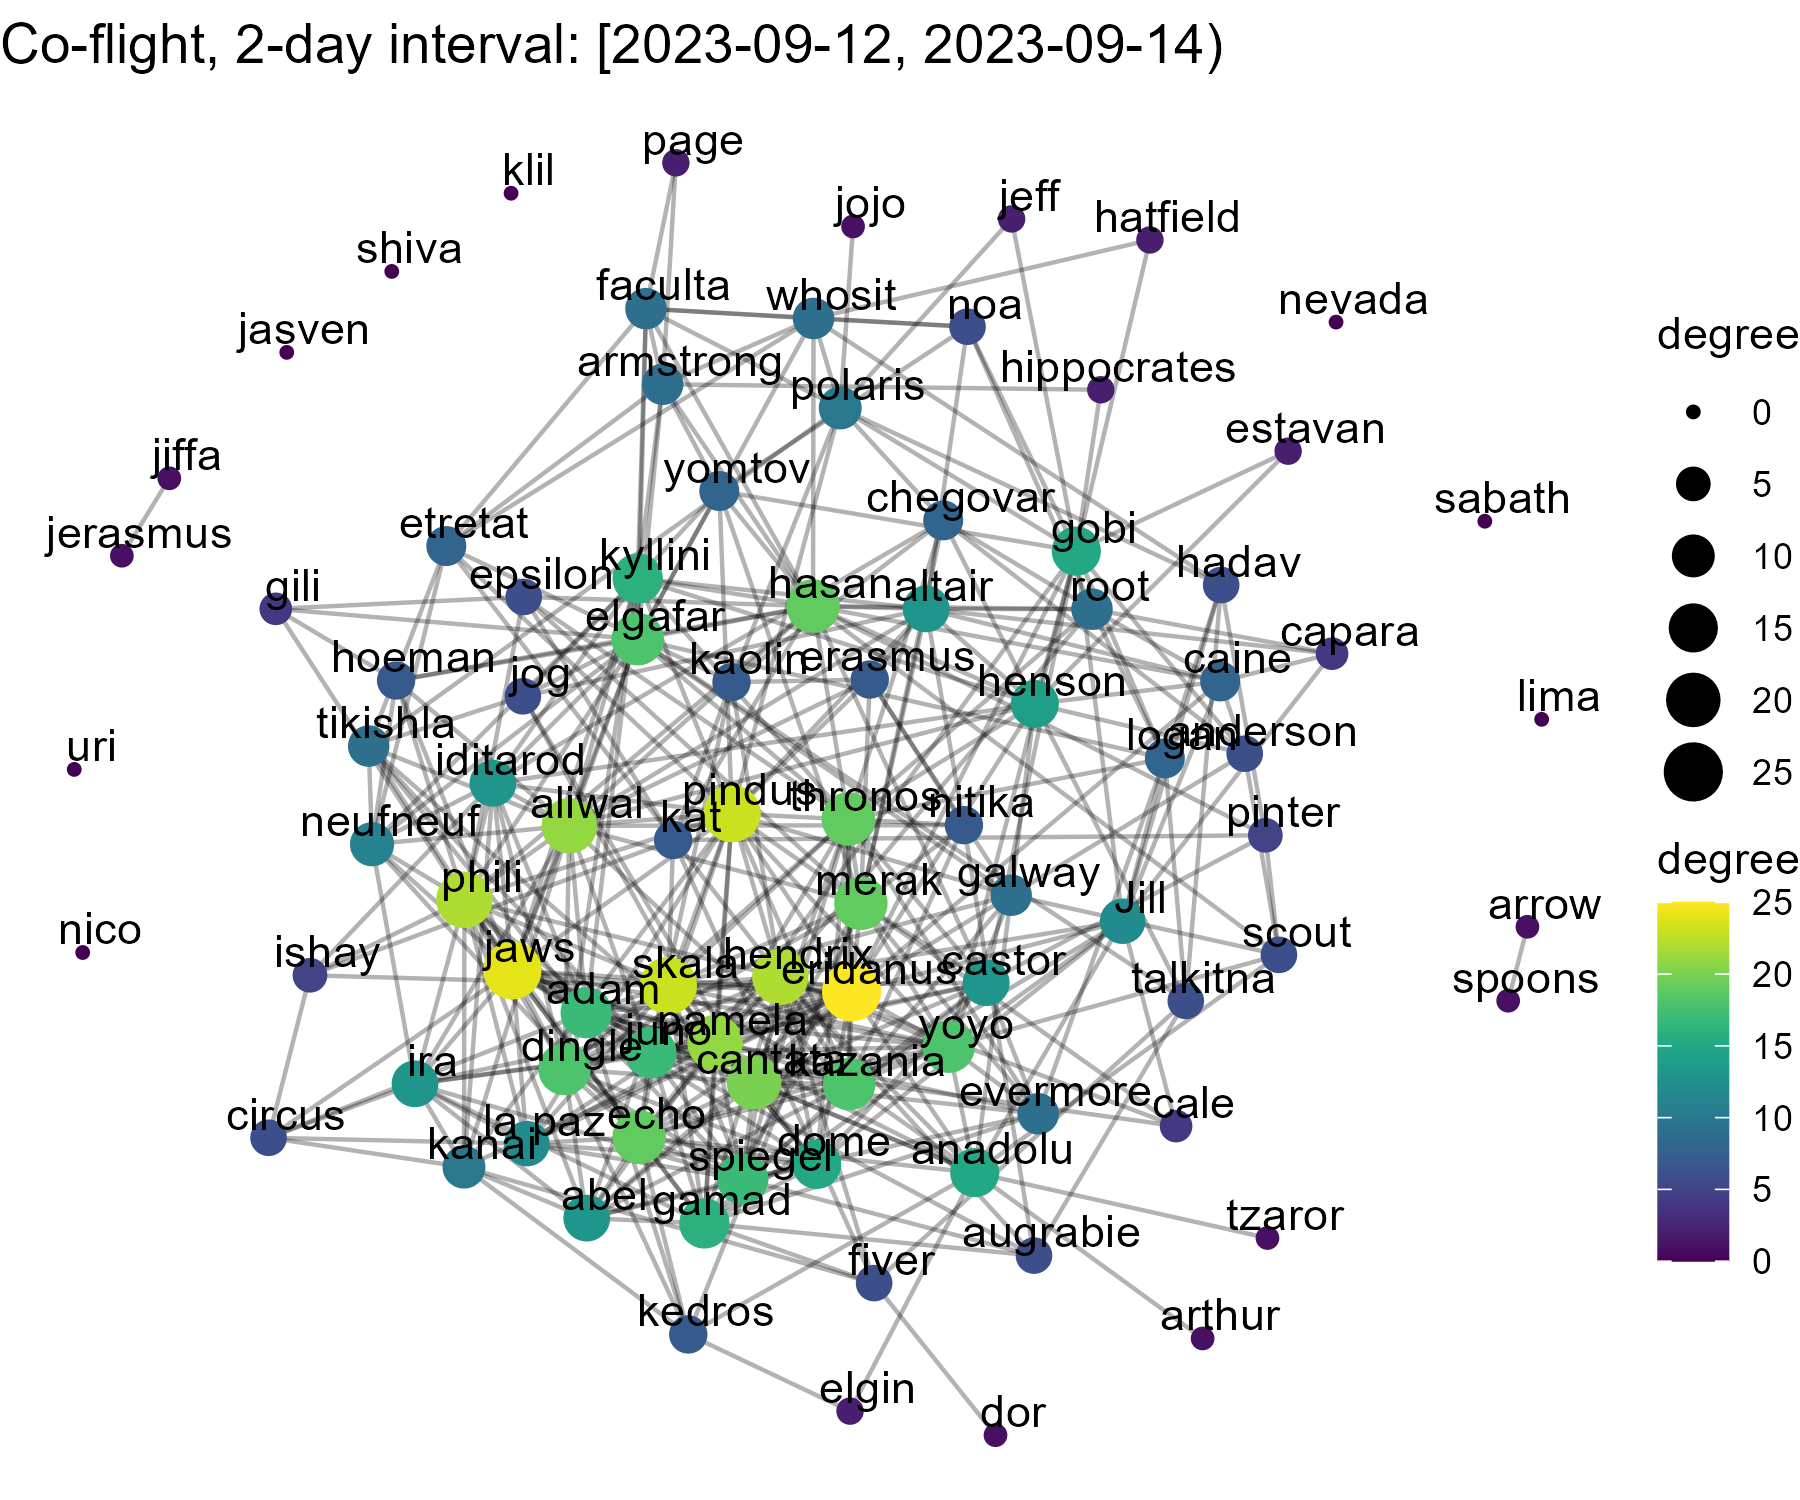 Co-flight, 2-day interval: [2023-09-12, 2023-09-14)
page
klil
jojo
jeff
hatfield
shiva
faculta
whosit
noa
nevada
jasven
armstrong
polaris
hippocrates
estavan
jiffa
yomtov
chegovar
sabath
jerasmus
etretat
kyllini
gobi
hadav
gili
epsilon
hasan
altair
root
elgafar
capara
hoeman
jog
kaolin
erasmus
henson
caine
lima
tikishla
iditarod
logan
anderson
uri
neufneuf
aliwal
kat
pindus
thronos
nitika
pinter
phili
merak
galway
Jill
arrow
nico
ishay
jaws
skala
hendrix
eridanus
castor
scout
talkitna
spoons
adam
juno
pamela
yoyo
ira
dingle
cantata
kazania
evermore
cale
circus
kanai
la paz
echo
spiegel
dome
anadolu
abel
gamad
augrabie
tzaror
fiver
kedros
arthur
elgin
dor
degree
0
5
10
15
20
25
degree
25
20
15
10
5
0